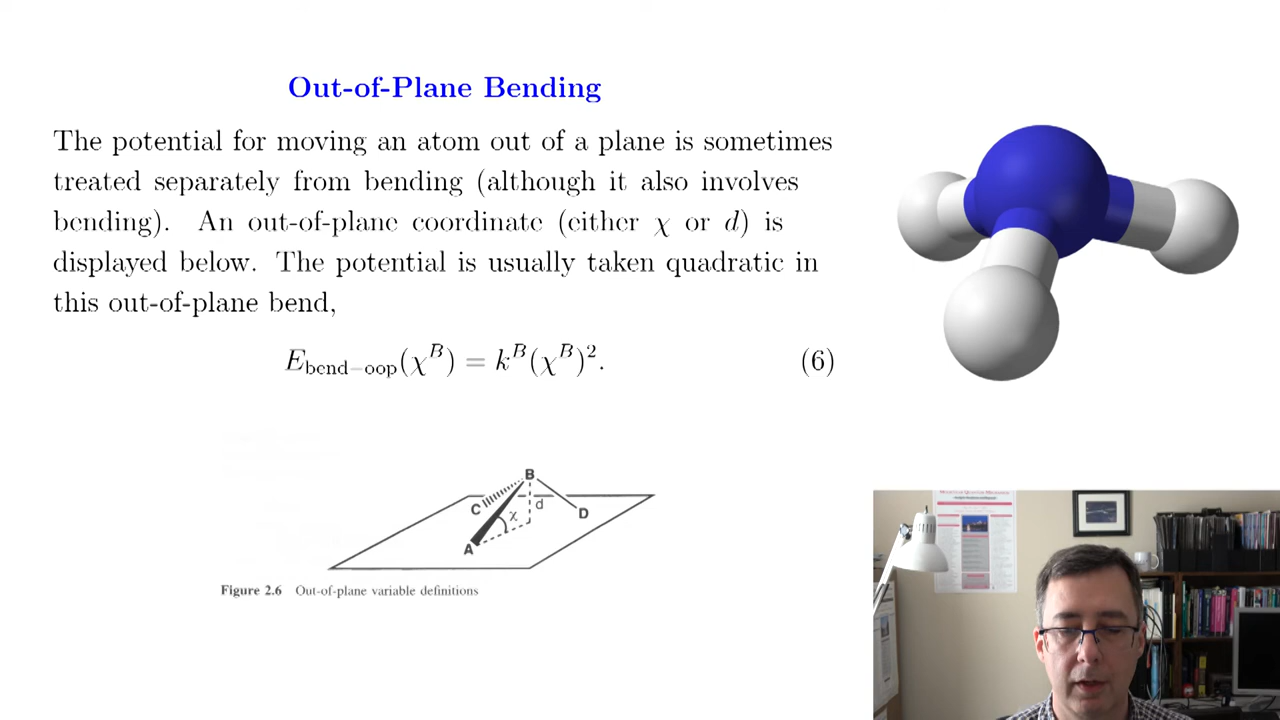 Out-of-Plane Bending
The potential for moving an atom out of a plane is sometimes
treated separately from bending (although it also involves
bending). An out-of-plane coordinate (either χ or d) is
displayed below. The potential is usually taken quadratic in
this out-of-plane bend,
E_bend−oop(χ^B) = k^B(χ^B)^2. (6)
B
C
χ
d
D
A
Figure 2.6 Out-of-plane variable definitions